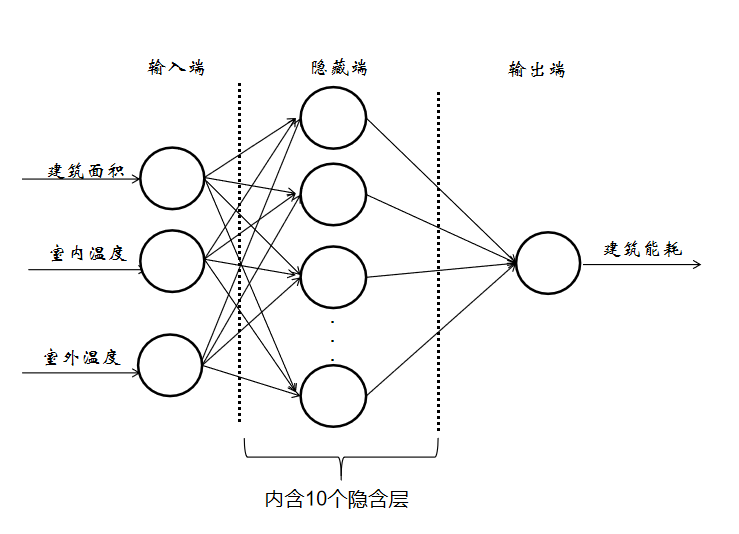 输入端
隐藏端
输出端
建筑面积
室内温度
建筑能耗
室外温度
内含10个隐含层